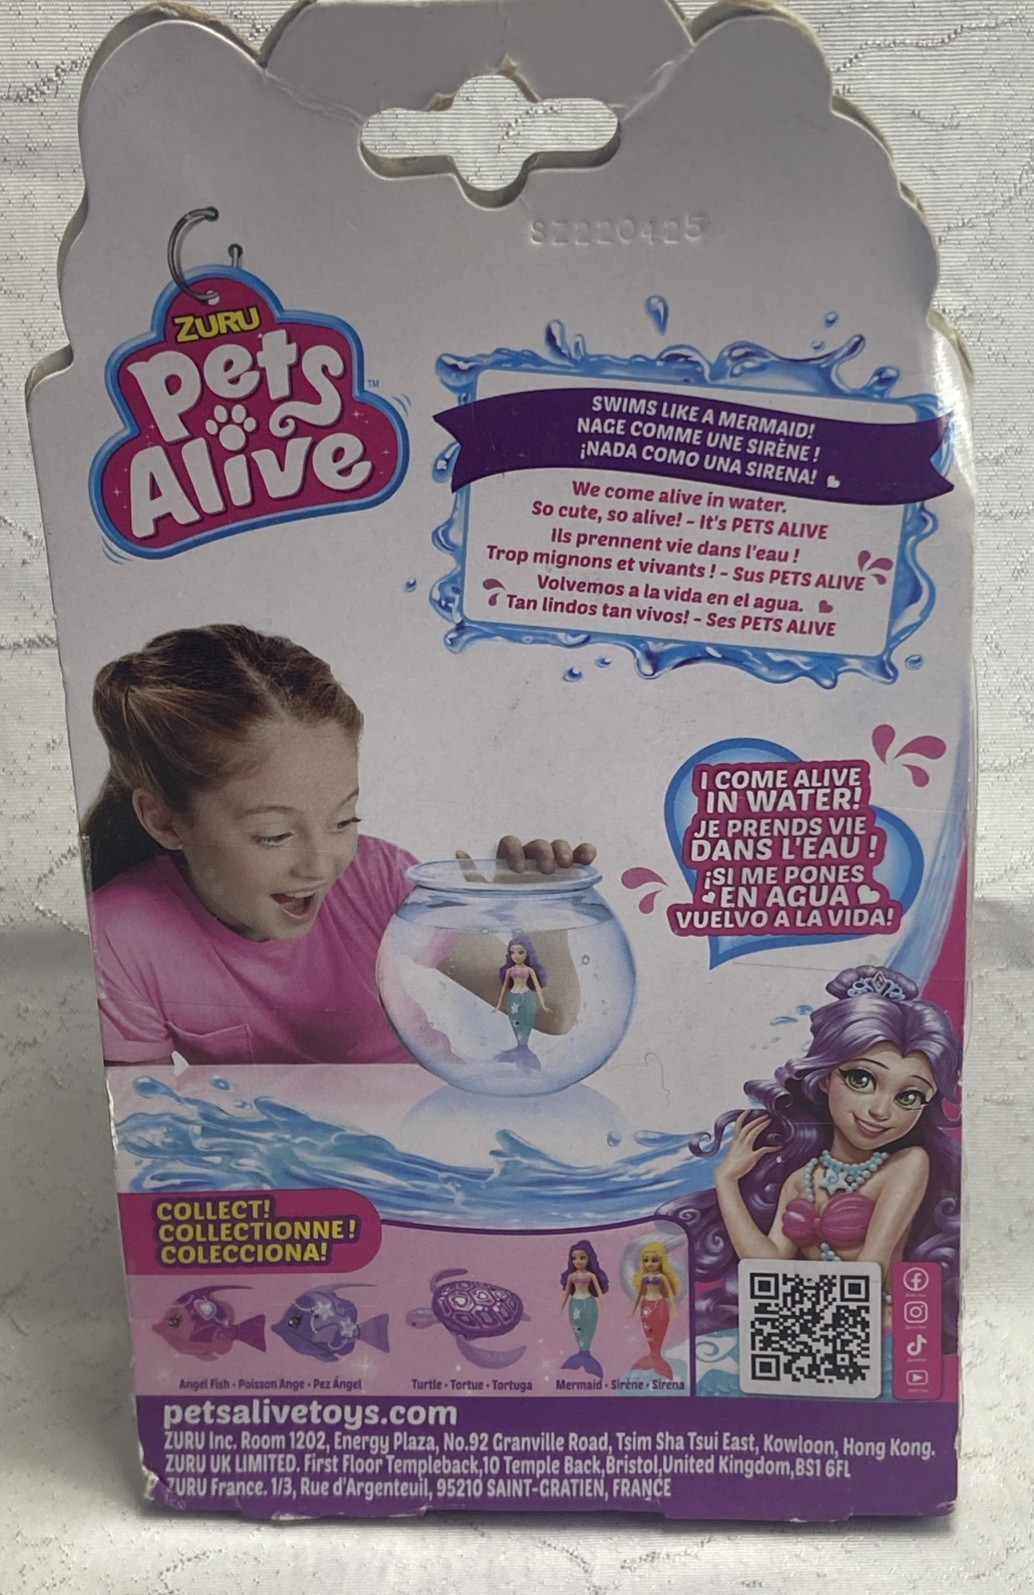 SZ220425
ZURU
Pets
Alive
TM
SWIMS LIKE A MERMAID!
NAGE COMME UNE SIRÈNE !
¡NADA COMO UNA SIRENA!
We come alive in water.
So cute, so alive! - It's PETS ALIVE
Ils prennent vie dans l'eau !
Trop mignons et vivants ! - Sus PETS ALIVE
Volvemos a la vida en el agua.
Tan lindos tan vivos! - Ses PETS ALIVE
I COME ALIVE
IN WATER!
JE PRENDS VIE
DANS L'EAU !
¡SI ME PONES
EN AGUA
VUELVO A LA VIDA!
COLLECT!
COLLECTIONNE !
COLECCIONA!
Angel Fish • Poisson Ange • Pez Ángel
Turtle • Tortue • Tortuga
Mermaid • Sirène • Sirena
petsalivetoys.com
ZURU Inc. Room 1202, Energy Plaza, No.92 Granville Road, Tsim Sha Tsui East, Kowloon, Hong Kong.
ZURU UK LIMITED. First Floor Templeback,10 Temple Back,Bristol,United Kingdom,BS1 6FL
ZURU France. 1/3, Rue d'Argenteuil, 95210 SAINT-GRATIEN, FRANCE